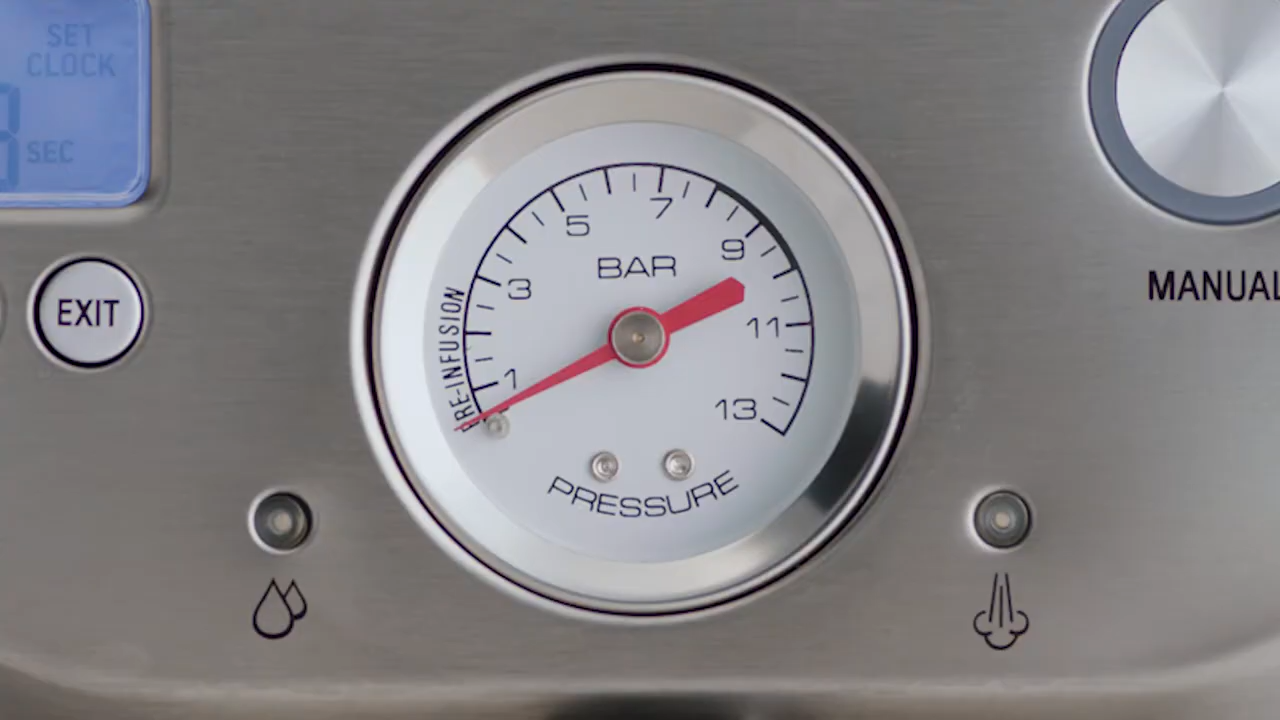 SET
CLOCK
SEC
EXIT
MANUAL
PRE-INFUSION
1
3
5
7
9
11
13
BAR
PRESSURE